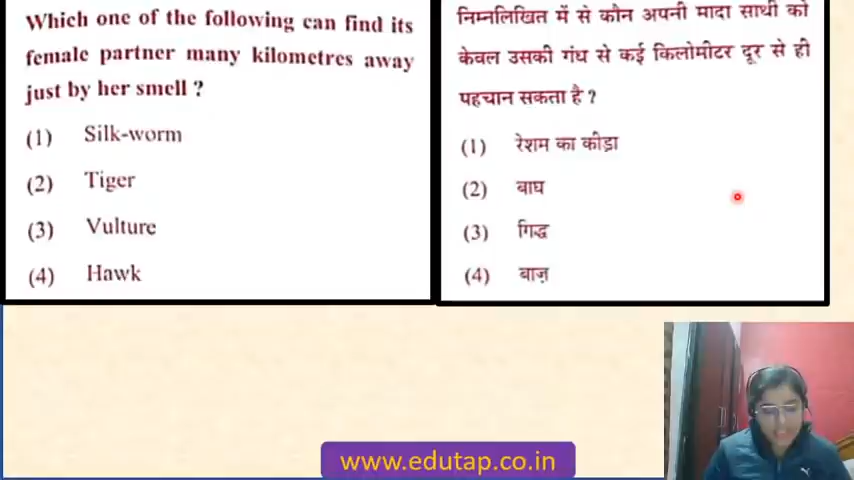 Which one of the following can find its
female partner many kilometres away
just by her smell ?
(1) Silk-worm
(2) Tiger
(3) Vulture
(4) Hawk
निम्नलिखित में से कौन अपनी मादा साथी को
केवल उसकी गंध से कई किलोमीटर दूर से ही
पहचान सकता है ?
(1) रेशम का कीड़ा
(2) बाघ
(3) गिद्ध
(4) बाज़
www.edutap.co.in